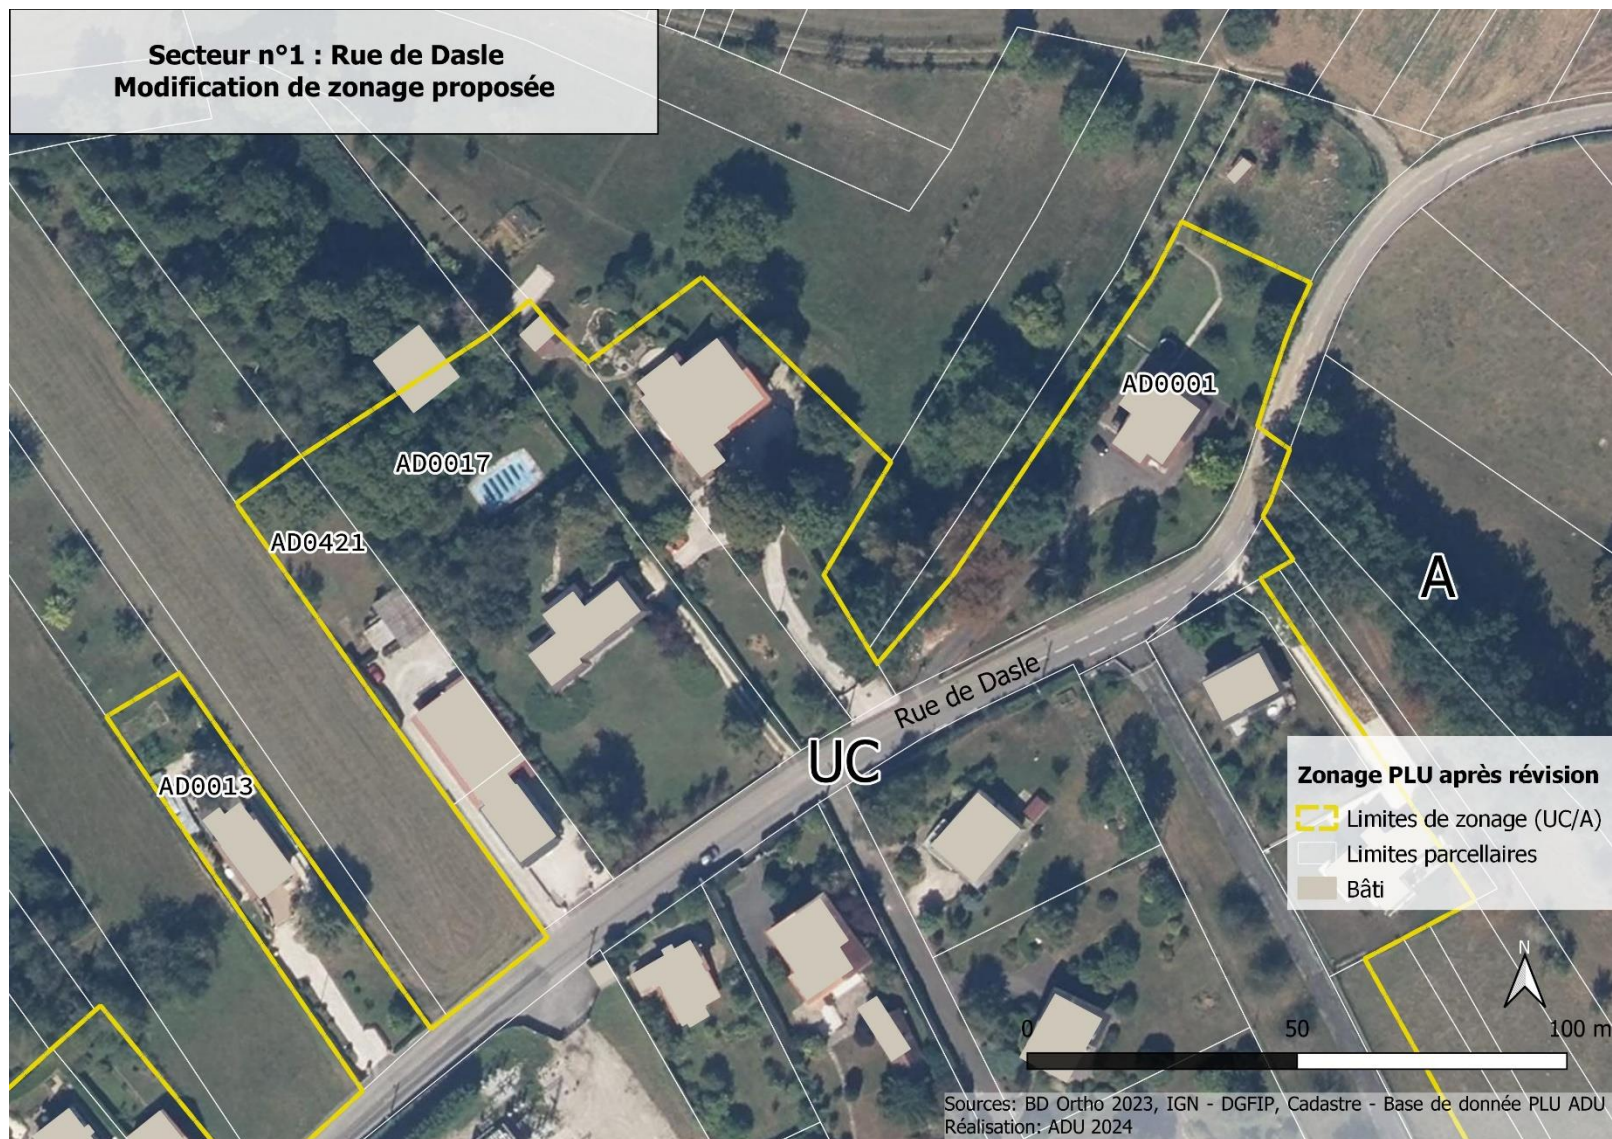 Secteur n°1 : Rue de Dasle
Modification de zonage proposée
AD0001
AD0017
AD0421
A
Rue de Dasle
UC
AD0013
Zonage PLU après révision
Limites de zonage (UC/A)
Limites parcellaires
Bâti
N
0 50 100 m
Sources: BD Ortho 2023, IGN - DGFIP, Cadastre - Base de donnée PLU ADU
Réalisation: ADU 2024